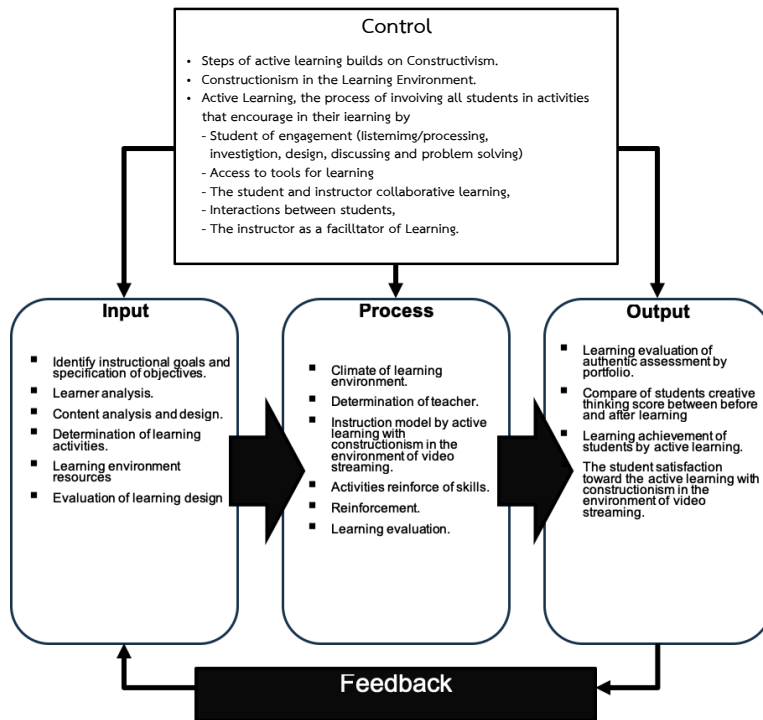 Control
• Steps of active learning builds on Constructivism.
• Constructionism in the Learning Environment.
• Active Learning, the process of involving all students in activities
that encourage in their iearning by
- Student of engagement (listemimg/processing,
investigtion, design, discussing and problem solving)
- Access to tools for learning
- The student and instructor collaborative learning,
- Interactions between students,
- The instructor as a facilltator of Learning.
Input
▪ Identify instructional goals and
specification of objectives.
▪ Learner analysis.
▪ Content analysis and design.
▪ Determination of learning
activities.
▪ Learning environment
resources
▪ Evaluation of learning design
Process
▪ Climate of learning
environment.
▪ Determination of teacher.
▪ Instruction model by active
learning with
constructionism in the
environment of video
streaming.
▪ Activities reinforce of skills.
▪ Reinforcement.
▪ Learning evaluation.
Output
▪ Learning evaluation of
authentic assessment by
portfolio.
▪ Compare of students creative
thinking score between before
and after learning
▪ Learning achievement of
students by active learning.
The student satisfaction
toward the active learning with
constructionism in the
environment of video
streaming.
Feedback